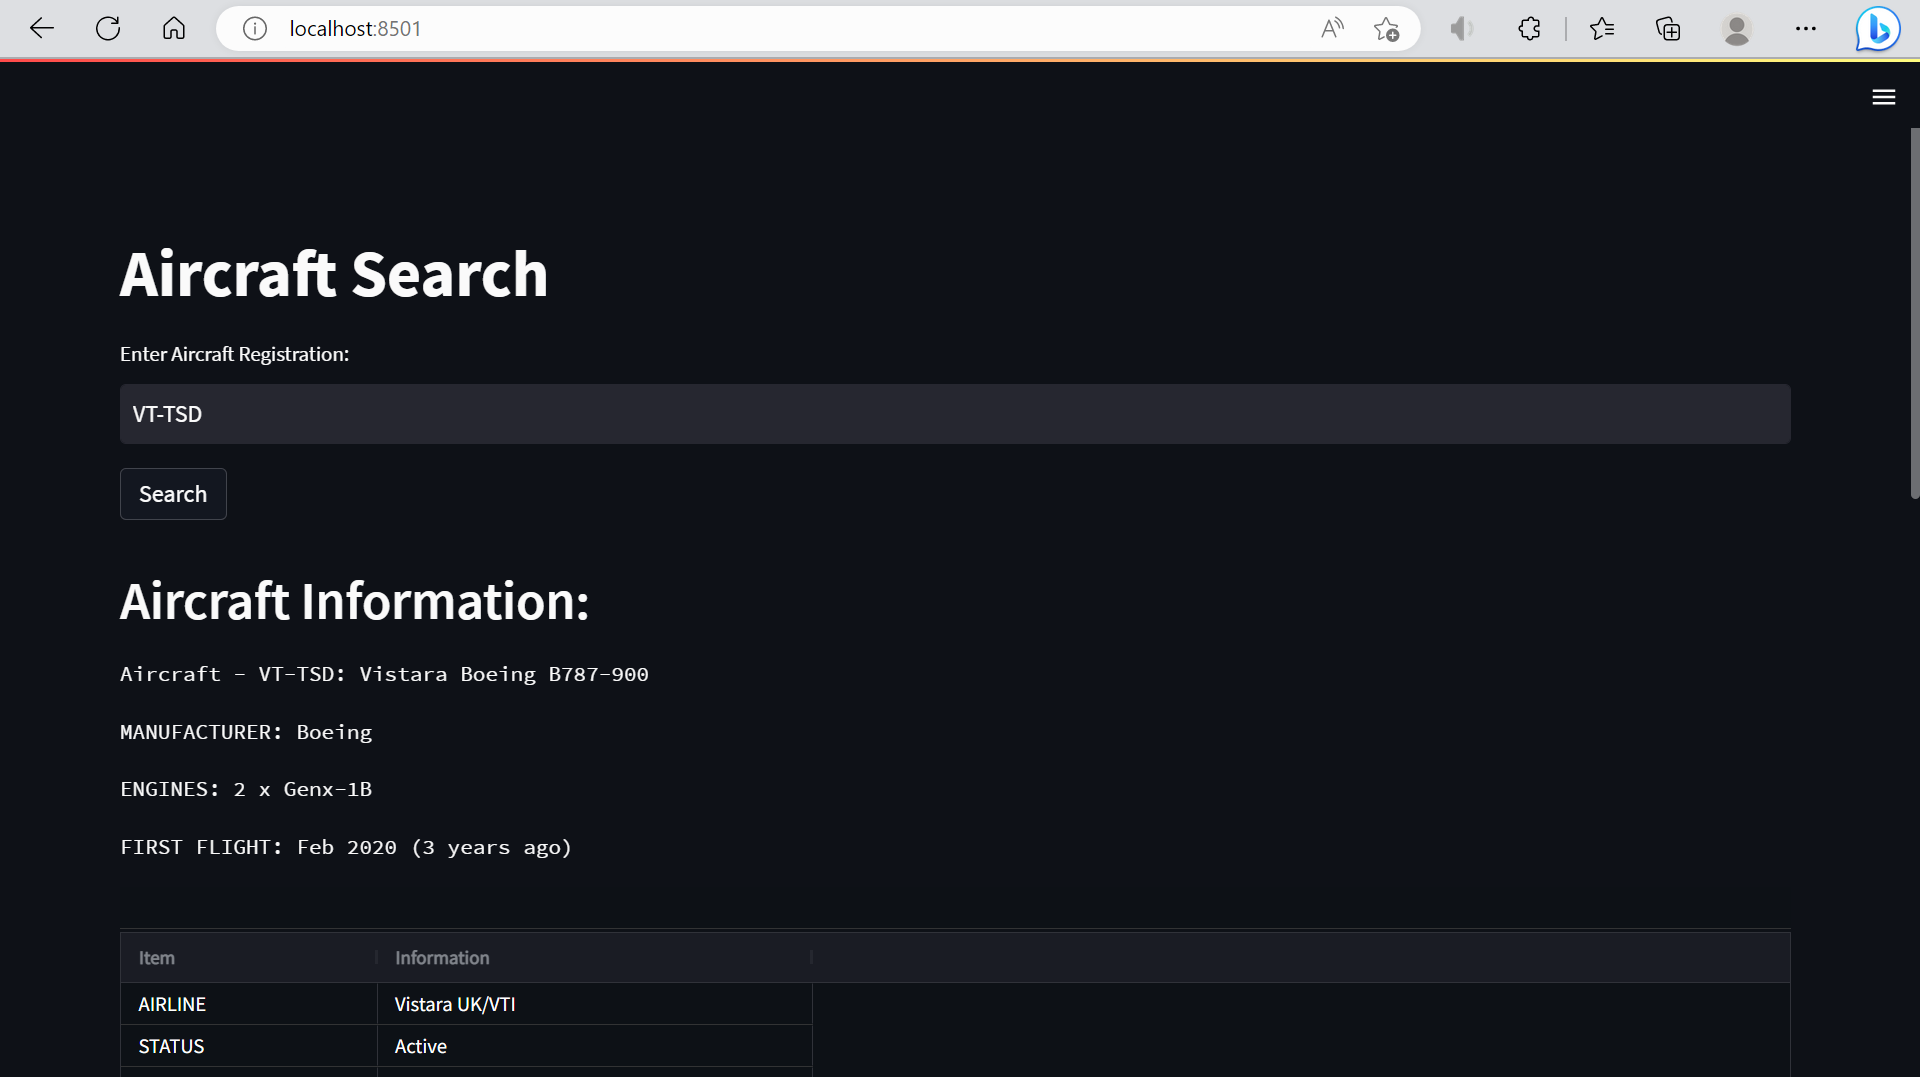 localhost:8501
Aircraft Search
Enter Aircraft Registration:
VT-TSD
Search
Aircraft Information:
Aircraft - VT-TSD: Vistara Boeing B787-900
MANUFACTURER: Boeing
ENGINES: 2 x Genx-1B
FIRST FLIGHT: Feb 2020 (3 years ago)
Item Information
AIRLINE Vistara UK/VTI
STATUS Active